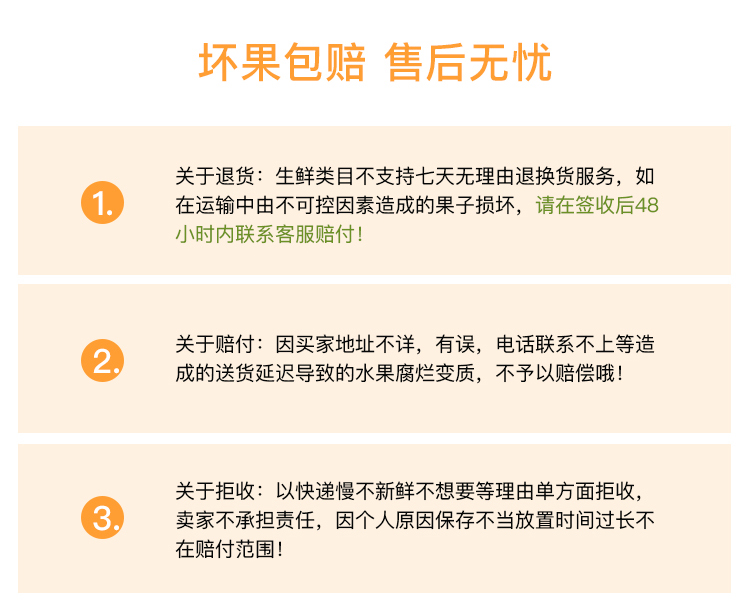 坏果包赔 售后无忧
1.
关于退货：生鲜类目不支持七天无理由退换货服务，如
在运输中由不可控因素造成的果子损坏，请在签收后48
小时内联系客服赔付！
2.
关于赔付：因买家地址不详，有误，电话联系不上等造
成的送货延迟导致的水果腐烂变质，不予以赔偿哦！
3.
关于拒收：以快递慢不新鲜不想要等理由单方面拒收，
卖家不承担责任，因个人原因保存不当放置时间过长不
在赔付范围！